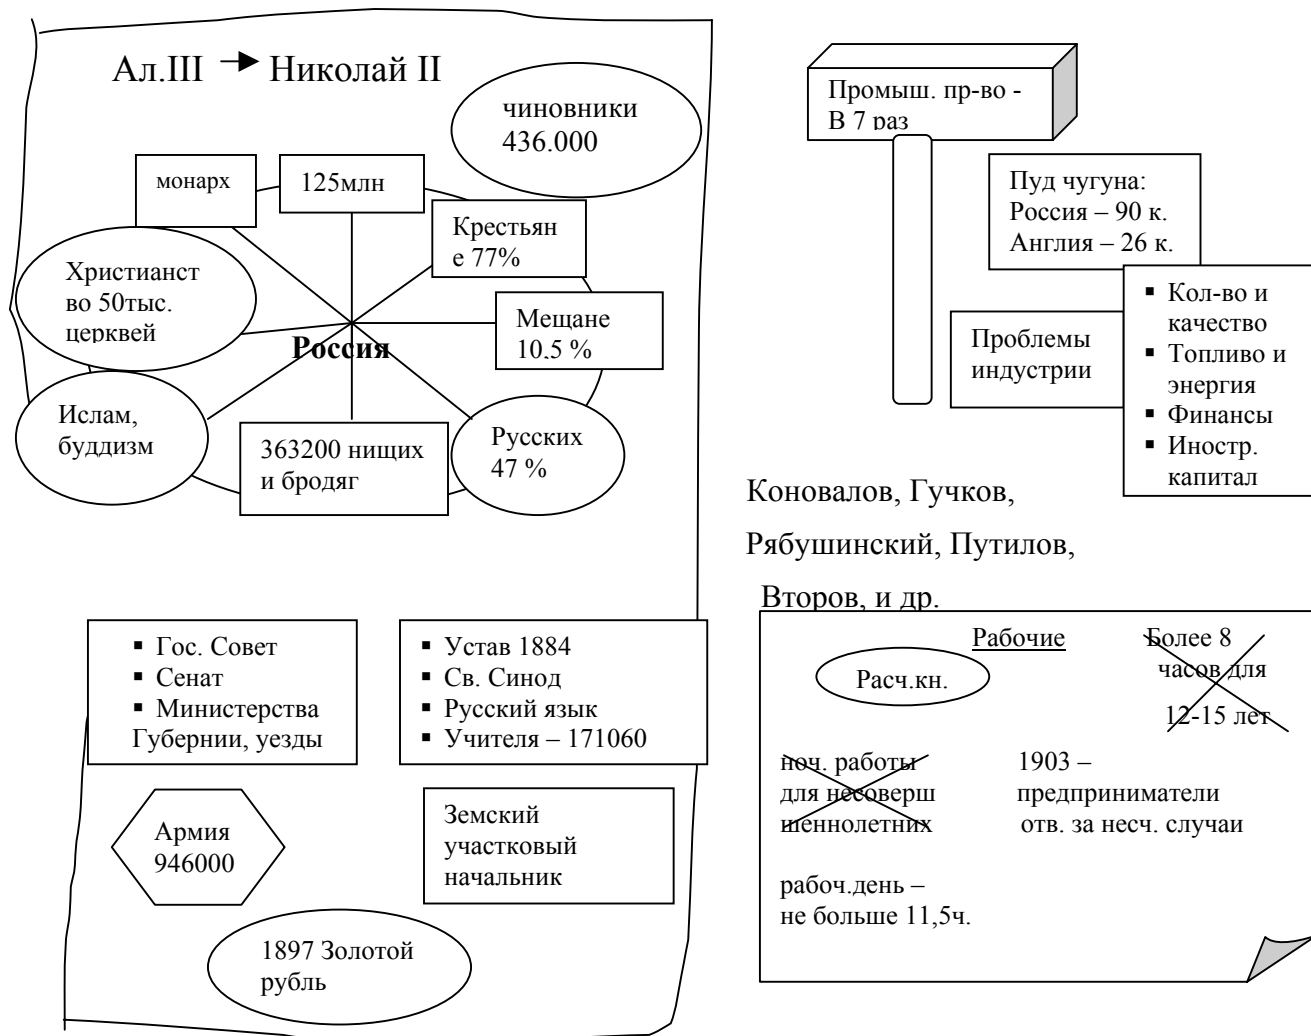 Ал.III Николай II
чиновники
436.000
монарх
125млн
Крестьян
е 77%
Христианст
во 50тыс.
церквей
Мещане
10,5 %
Россия
Ислам,
буддизм
363200 нищих
и бродяг
Русских
47 %
Гос. Совет
Сенат
Министерства
Губернии, уезды
Устав 1884
Св. Синод
Русский язык
Учителя – 171060
Армия
946000
Земский
участковый
начальник
1897 Золотой
рубль
Промыш. пр-во -
В 7 раз
Пуд чугуна:
Россия – 90 к.
Англия – 26 к.
Проблемы
индустрии
Кол-во и
качество
Топливо и
энергия
Финансы
Иностр.
капитал
Коновалов, Гучков,
Рябушинский, Путилов,
Второв, и др.
Рабочие
Расч.кн.
Более 8
часов для
12-15 лет
ноч. работы
для несоверш
шеннолетних
1903 –
предприниматели
отв. за несч. случаи
рабоч.день –
не больше 11,5ч.